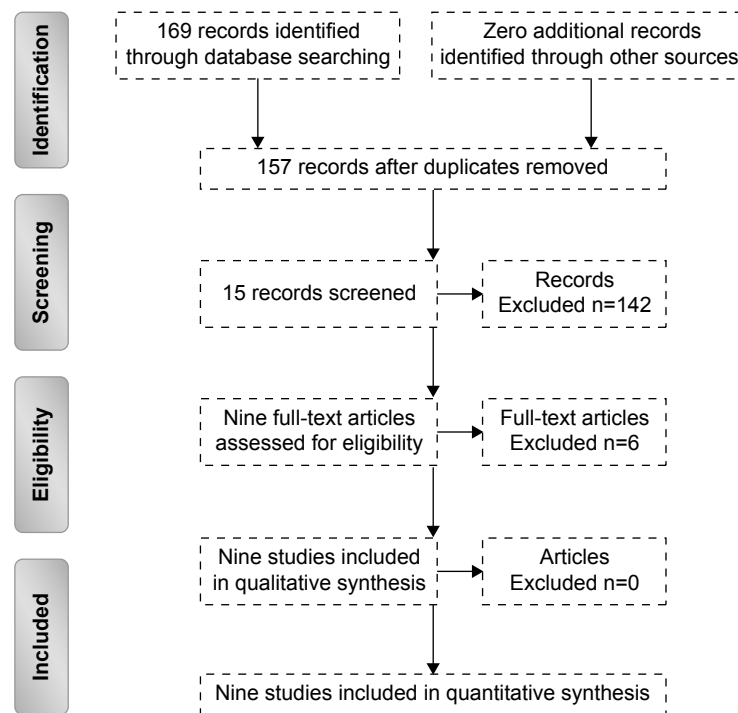 Identification
169 records identified
through database searching
Zero additional records
identified through other sources
157 records after duplicates removed
Screening
15 records screened
Records
Excluded n=142
Eligibility
Nine full-text articles
assessed for eligibility
Full-text articles
Excluded n=6
Included
Nine studies included
in qualitative synthesis
Articles
Excluded n=0
Nine studies included in quantitative synthesis